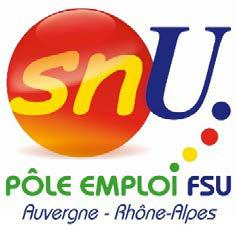 snU.
PÔLE EMPLOi FSU
Auvergne - Rhône-Alpes